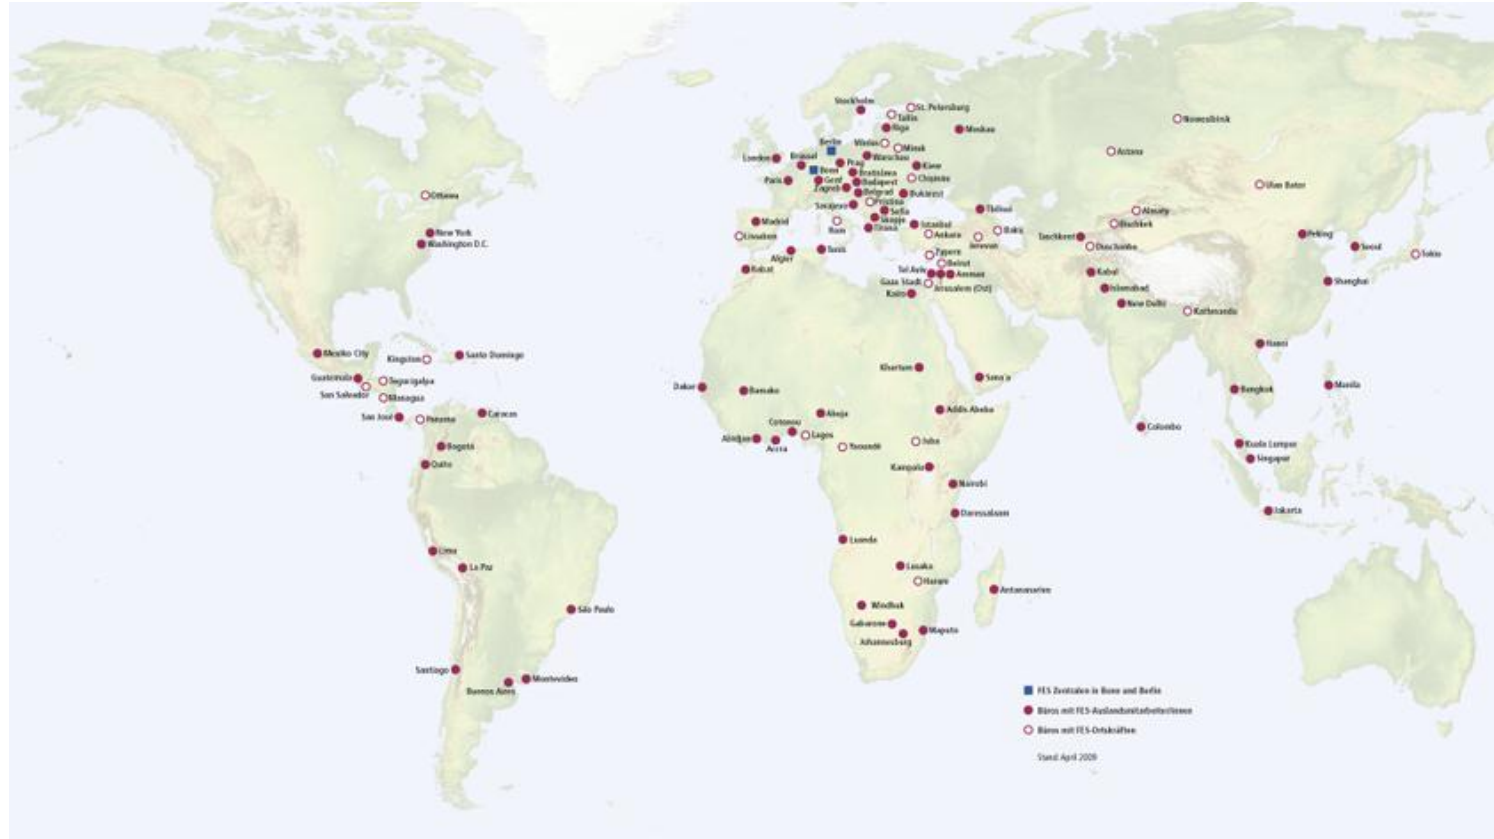 Stockholm
St. Petersburg
Tallin
Riga
Moskau
Nowosibirsk
Berlin
Vilnius
Minsk
Astana
London
Brüssel
Warschau
Prag
Kiew
Bonn
Bratislava
Paris
Genf
Budapest
Chişinău
Ulan Bator
Zagreb
Belgrad
Bukarest
Ottawa
Pristina
Sarajevo
Sofia
Tbilissi
Almaty
Madrid
Skopje
Rom
Tirana
Istanbul
Bischkek
New York
Lissabon
Ankara
Baku
Taschkent
Peking
Washington D.C.
Jerewan
Duschanbe
Seoul
Algier
Tunis
Zypern
Tokio
Beirut
Rabat
Tel Aviv
Amman
Kabul
Gaza Stadt
Jerusalem (Ost)
Shanghai
Kairo
Islamabad
New Delhi
Kathmandu
Hanoi
Mexiko City
Kingston
Santo Domingo
Khartum
Guatemala
Tegucigalpa
Sana'a
Dakar
Bamako
Bangkok
Manila
San Salvador
Managua
San José
Panama
Caracas
Abuja
Addis Abeba
Cotonou
Colombo
Abidjan
Lagos
Accra
Yaoundé
Juba
Bogotá
Kuala Lumpur
Quito
Kampala
Singapur
Nairobi
Daressalam
Jakarta
Luanda
Lima
La Paz
Lusaka
Harare
Antananarivo
São Paulo
Windhuk
Gaborone
Maputo
Johannesburg
Santiago
Buenos Aires
Montevideo
FES Zentralen in Bonn und Berlin
Büros mit FES-Auslandsmitarbeiter/innen
Büros mit FES-Ortskräften
Stand: April 2009